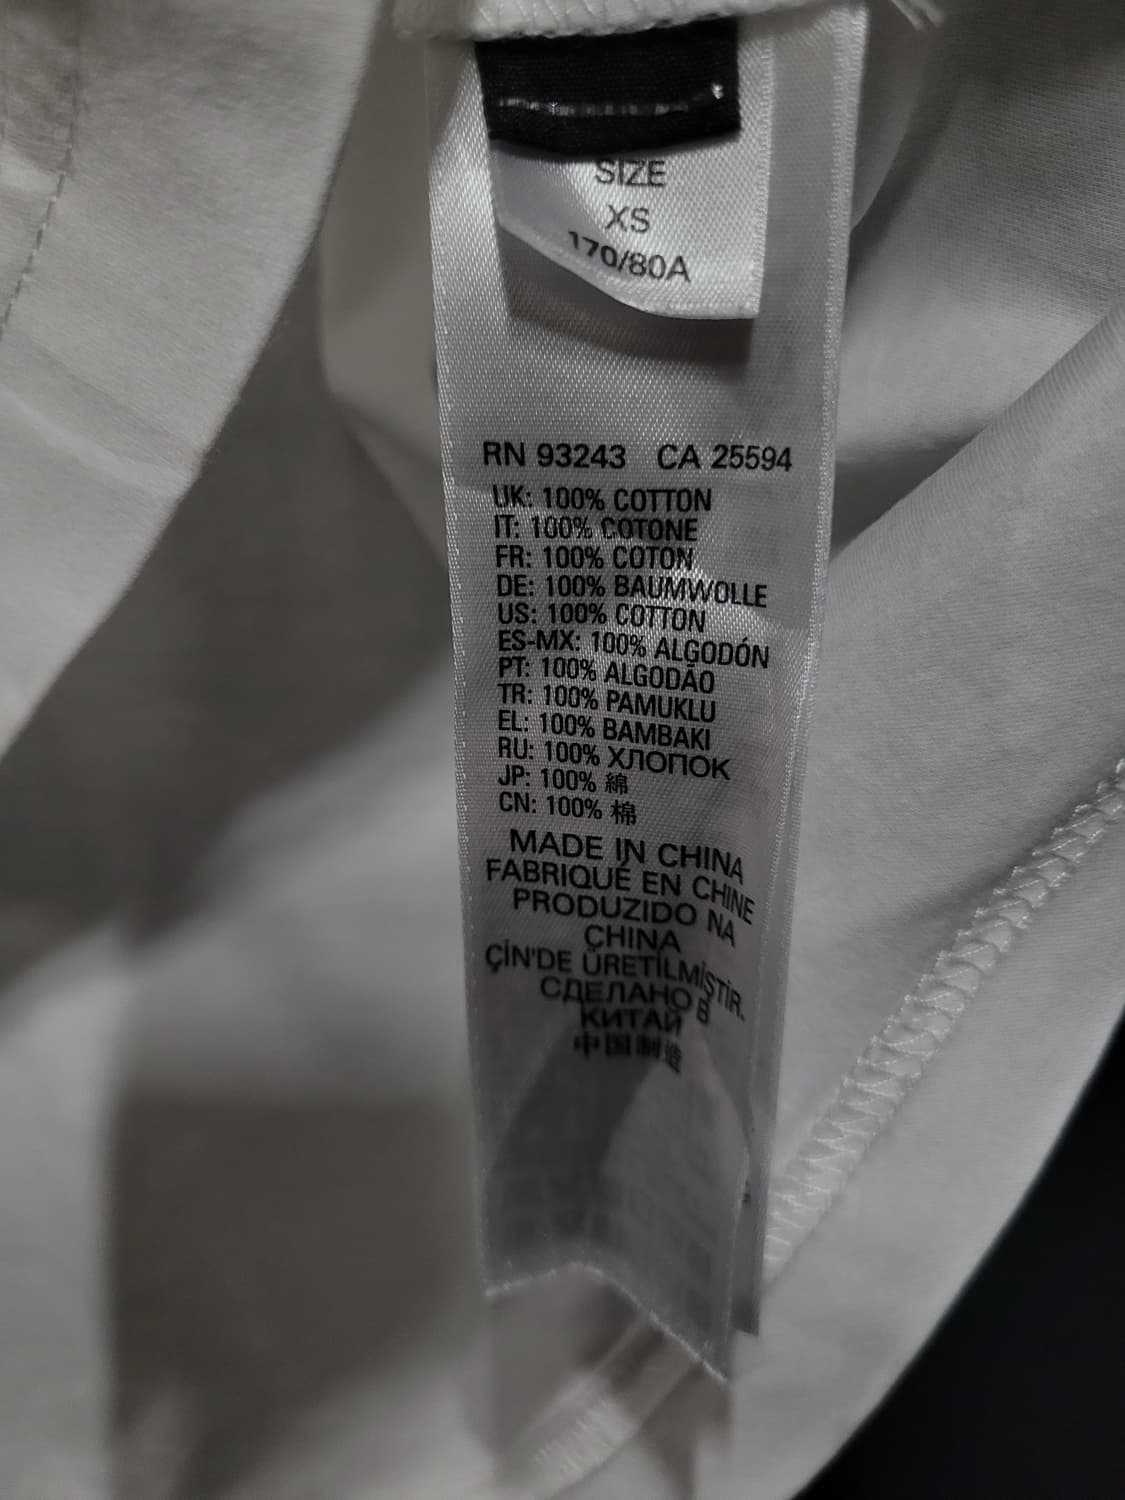 SIZE
XS
170/80A
RN 93243 CA 25594
UK: 100% COTTON
IT: 100% COTONE
FR: 100% COTON
DE: 100% BAUMWOLLE
US: 100% COTTON
ES-MX: 100% ALGODÓN
PT: 100% ALGODÃO
TR: 100% PAMUKLU
EL: 100% BAMBAKI
RU: 100% ХЛОПОК
JP: 100% 綿
CN: 100% 棉
MADE IN CHINA
FABRIQUÉ EN CHINE
PRODUZIDO NA
CHINA
ÇİN'DE ÜRETİLMİŞTİR.
СДЕЛАНО В
КИТАЙ
中国制造